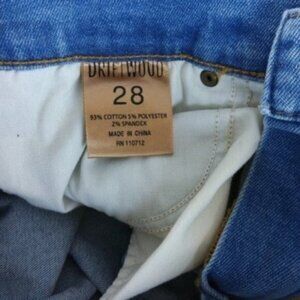 DRIFTWOOD
28
93% COTTON 5% POLYESTER
2% SPANDEX
MADE IN CHINA
RN 110712